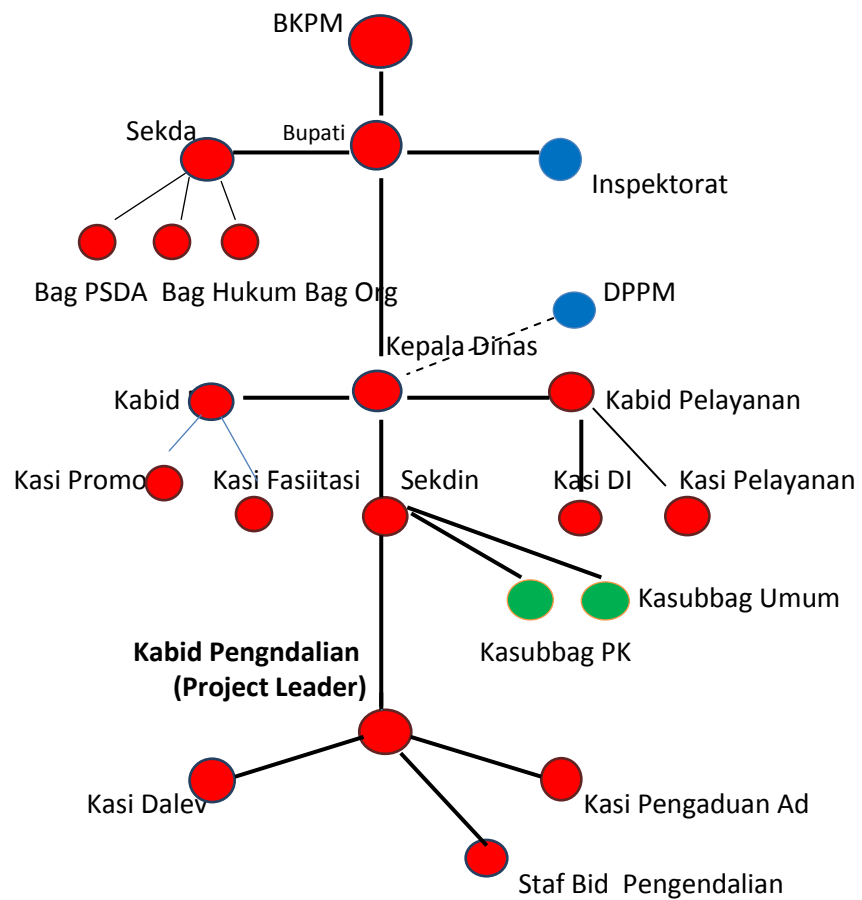 BKPM
Sekda
Bupati
Inspektorat
Bag PSDA Bag Hukum Bag Org
DPPM
Kepala Dinas
Kabid
Kabid Pelayanan
Kasi Promo
Kasi Fasiitasi
Sekdin
Kasi DI
Kasi Pelayanan
Kasubbag Umum
Kasubbag PK
Kabid Pengndalian
(Project Leader)
Kasi Dalev
Kasi Pengaduan Ad
Staf Bid Pengendalian